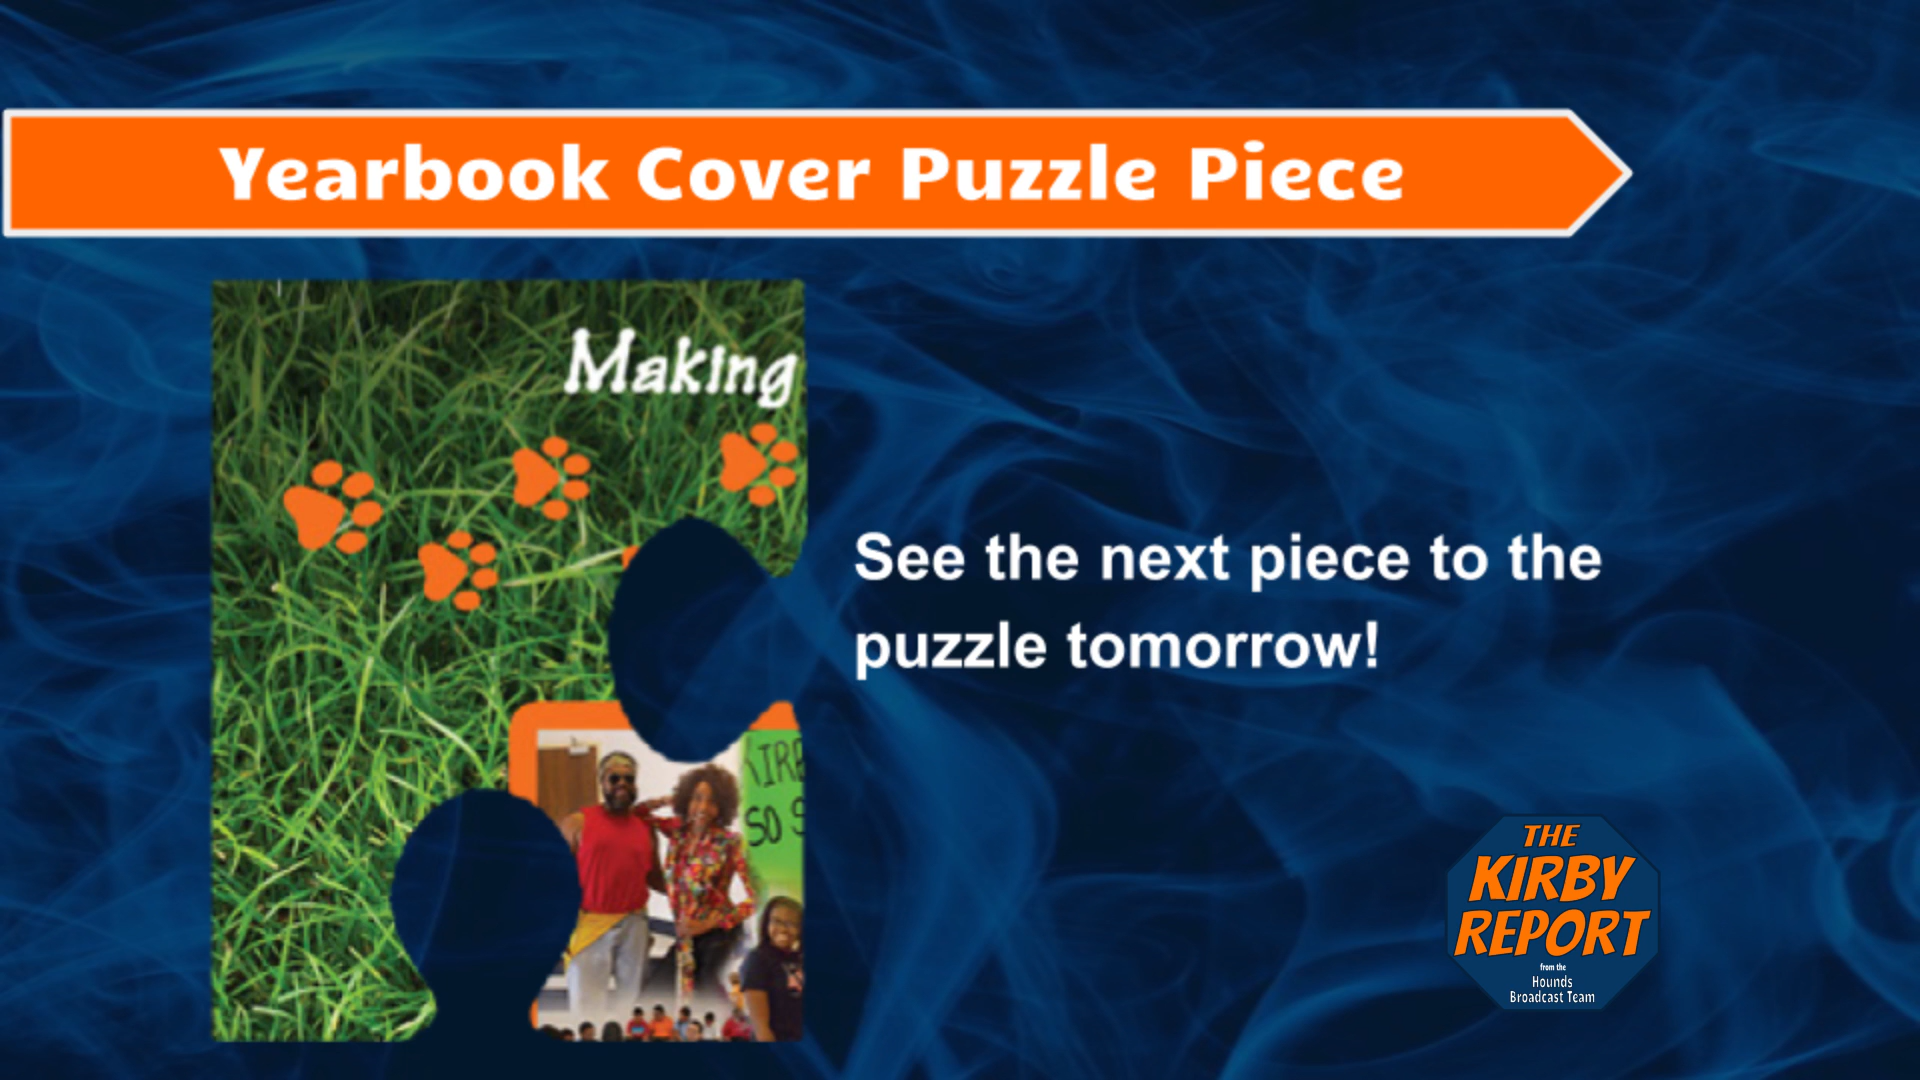 Yearbook Cover Puzzle Piece
Making
See the next piece to the
puzzle tomorrow!
SO
THE
KIRBY
REPORT
from the
Hounds
Broadcast Team